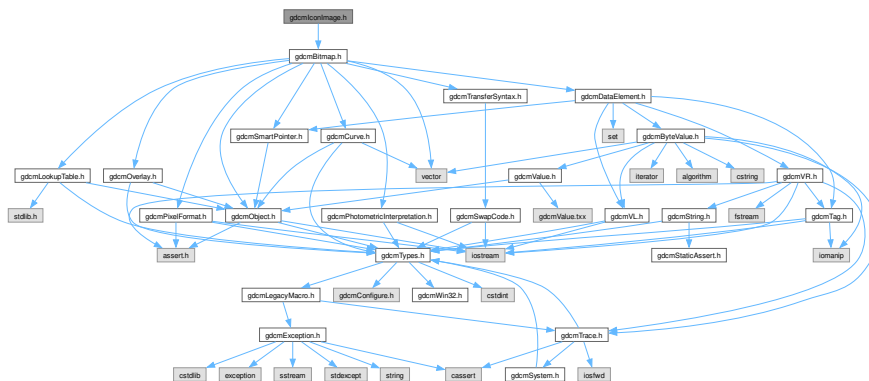 gdcmIconImage.h
gdcmBitmap.h
gdcmTransferSyntax.h
gdcmDataElement.h
gdcmSmartPointer.h
gdcmCurve.h
set
gdcmByteValue.h
gdcmLookupTable.h
gdcmOverlay.h
vector
gdcmValue.h
iterator
algorithm
cstring
gdcmVR.h
stdlib.h
gdcmPixelFormat.h
gdcmObject.h
gdcmPhotometricInterpretation.h
gdcmSwapCode.h
gdcmValue.txx
gdcmVL.h
gdcmString.h
fstream
gdcmTag.h
assert.h
gdcmTypes.h
iostream
gdcmStaticAssert.h
iomanip
gdcmLegacyMacro.h
gdcmConfigure.h
gdcmWin32.h
cstdint
gdcmException.h
gdcmTrace.h
cstdlib
exception
sstream
stdexcept
string
cassert
gdcmSystem.h
iosfwd